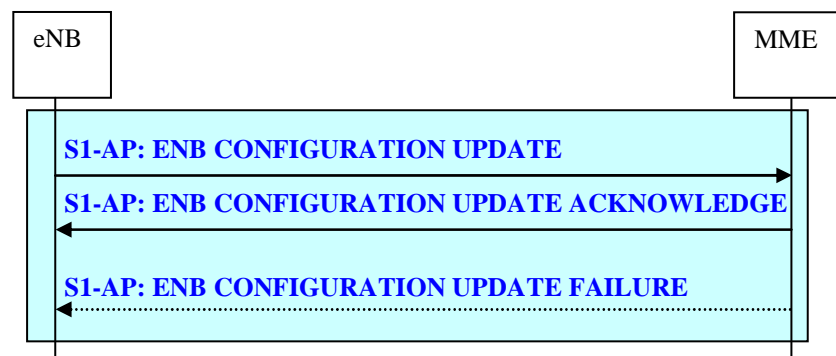 eNB
MME
S1-AP: ENB CONFIGURATION UPDATE
S1-AP: ENB CONFIGURATION UPDATE ACKNOWLEDGE
S1-AP: ENB CONFIGURATION UPDATE FAILURE